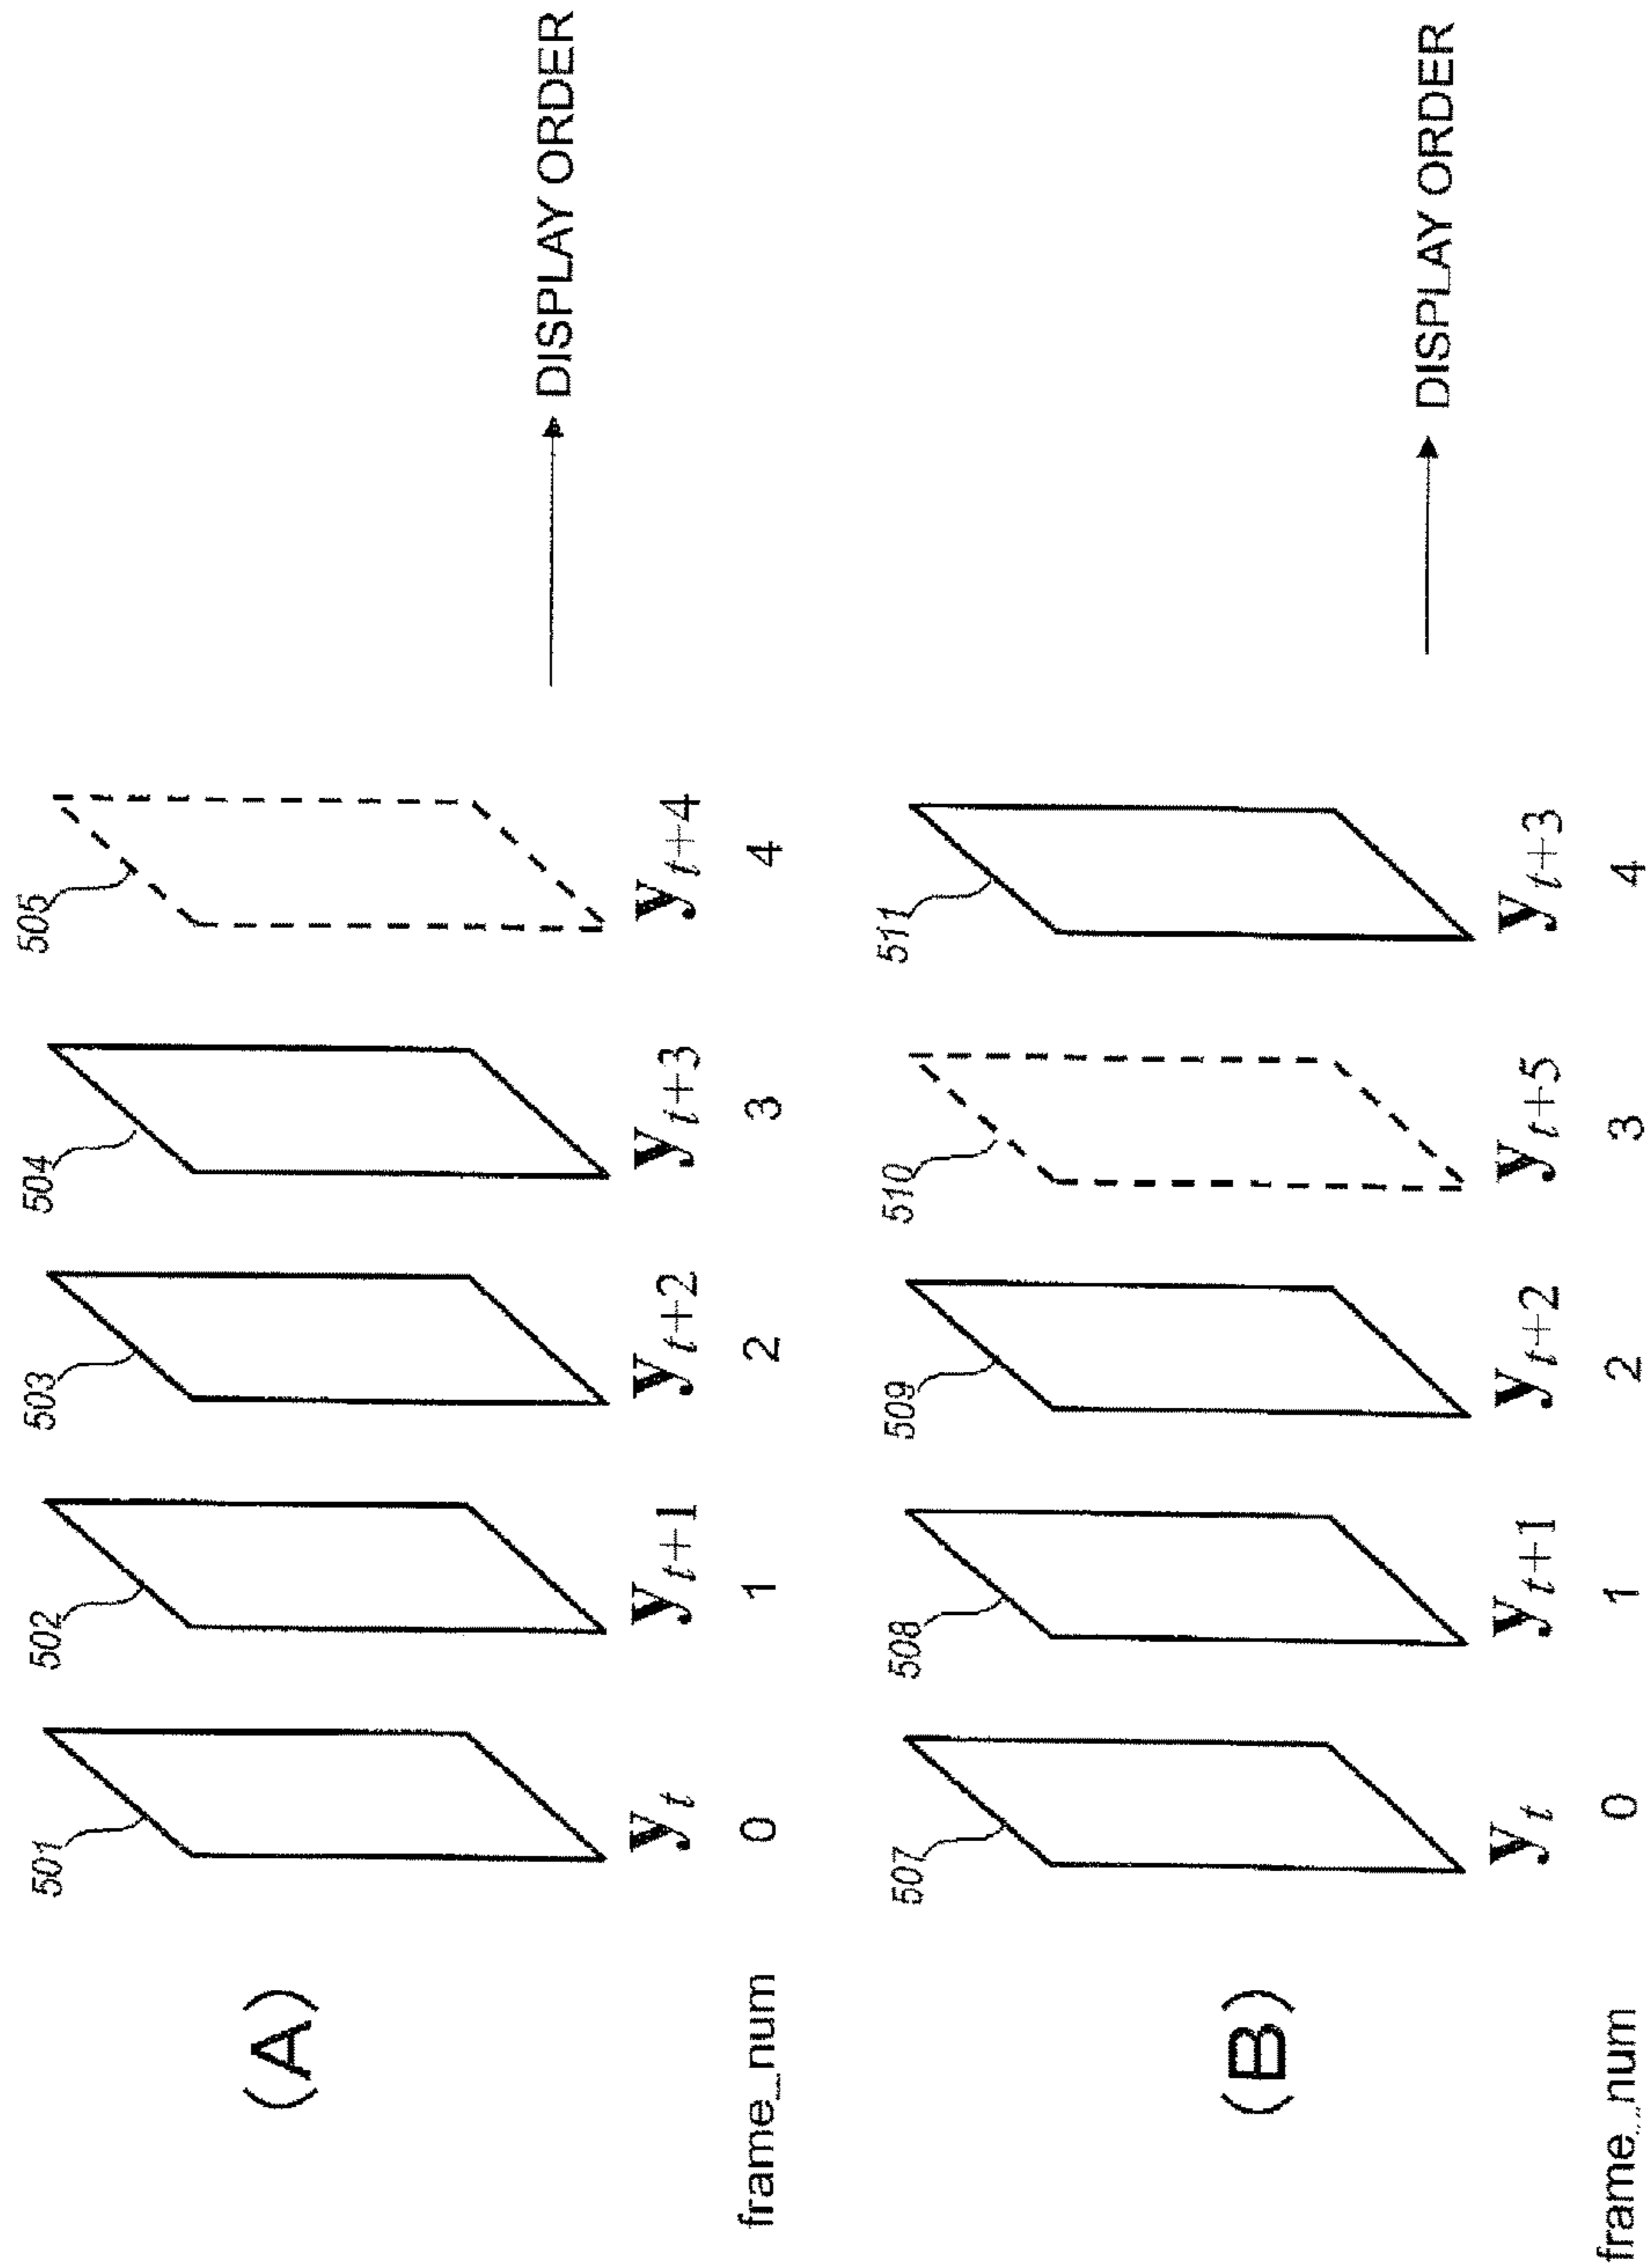 (A)
501 502 503 504 505
y_t y_{t+1} y_{t+2} y_{t+3} y_{t+4}
DISPLAY ORDER
frame_num 0 1 2 3 4
(B)
507 508 509 510 511
y_t y_{t+1} y_{t+2} y_{t+5} y_{t+3}
DISPLAY ORDER
frame_num 0 1 2 3 4